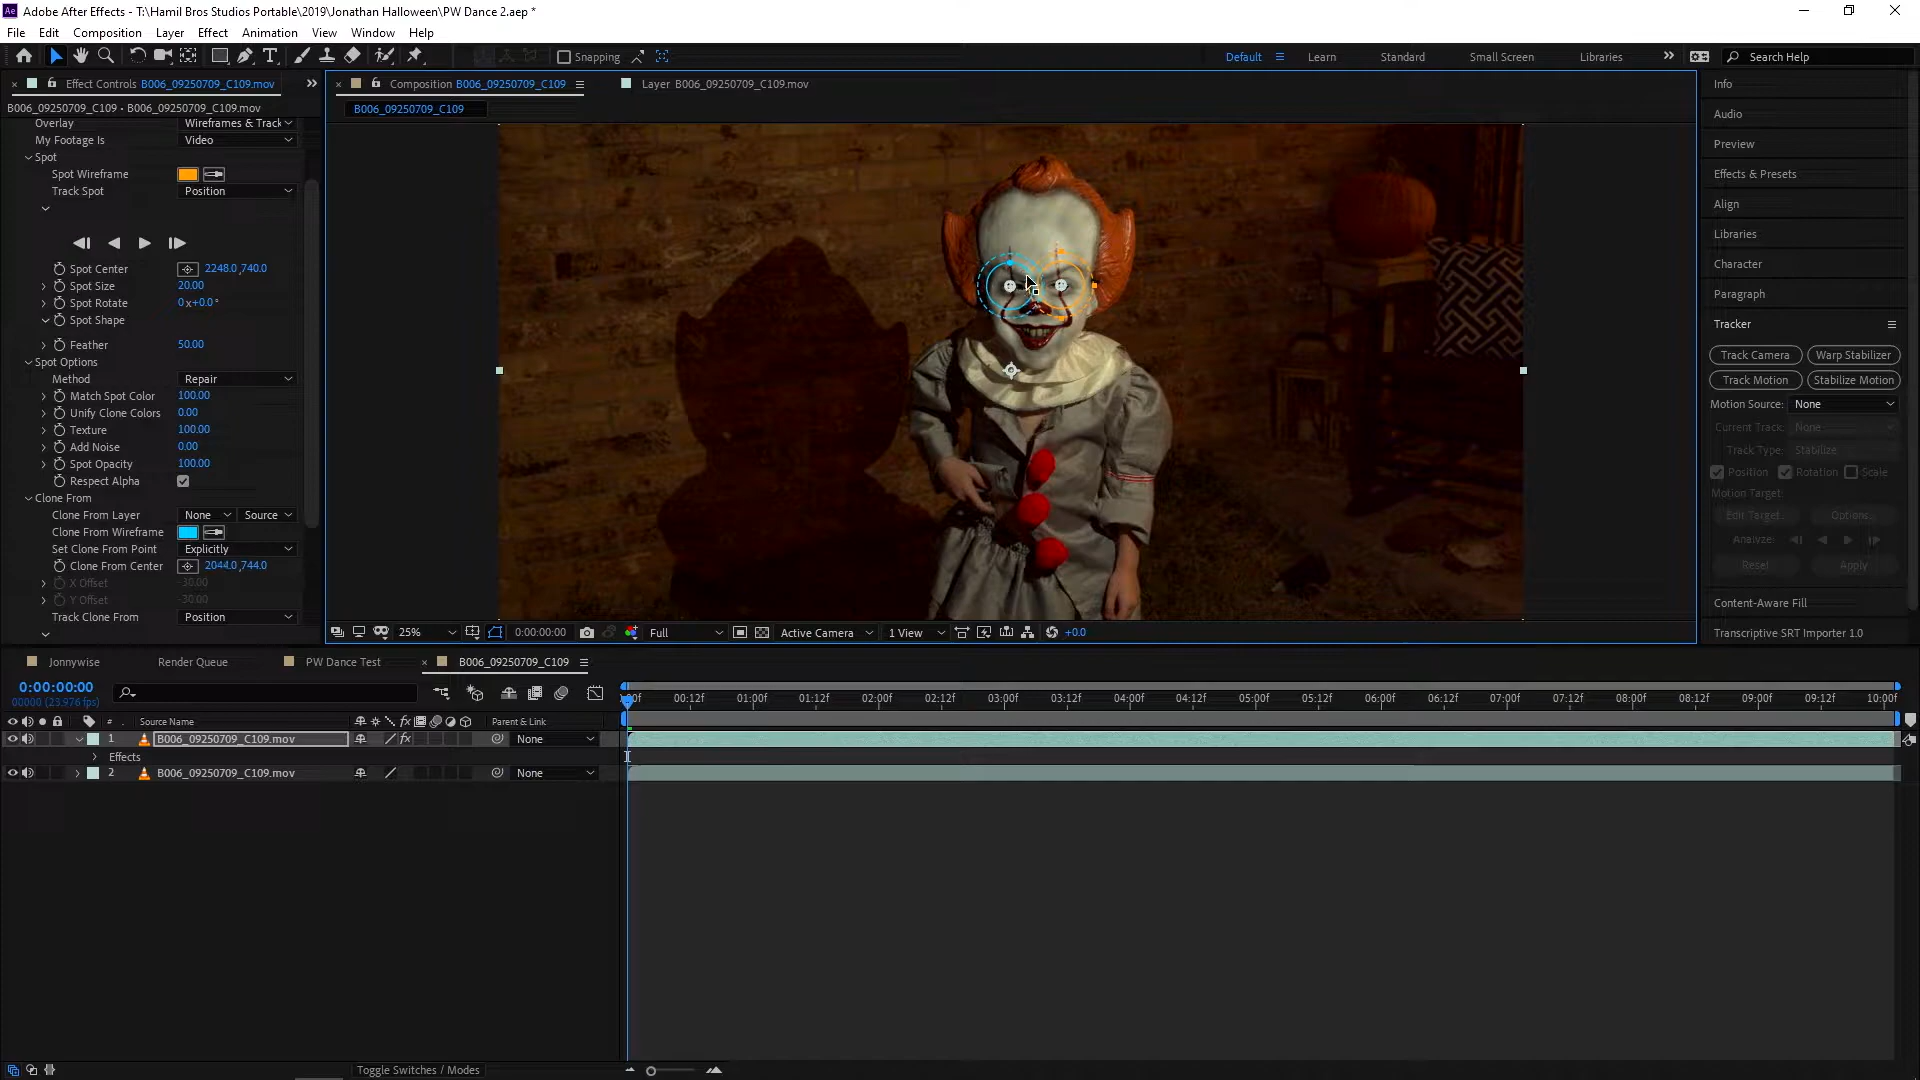 Adobe After Effects - T:\Hamil Bros Studios Portable\2019\Jonathan Halloween\PW Dance 2.aep *
File Edit Composition Layer Effect Animation View Window Help
Snapping
Default Learn Standard Small Screen Libraries Search Help
Effect Controls B006_09250709_C109.mov
Composition B006_09250709_C109
Layer B006_09250709_C109.mov
B006_09250709_C109 • B006_09250709_C109.mov
B006_09250709_C109
Overlay Wireframes & Track
My Footage Is Video
Spot
Spot Wireframe
Track Spot Position
Spot Center 2248.0,740.0
Spot Size 20.00
Spot Rotate 0x+0.0°
Spot Shape
Feather 50.00
Spot Options
Method Repair
Match Spot Color 100.00
Unify Clone Colors 0.00
Texture 100.00
Add Noise 0.00
Spot Opacity 100.00
Respect Alpha
Clone From
Clone From Layer None Source
Clone From Wireframe
Set Clone From Point Explicitly
Clone From Center 2044.0,744.0
X Offset -30.00
Y Offset -30.00
Track Clone From Position
25% 0:00:00:00 Full Active Camera 1 View +0.0
Info
Audio
Preview
Effects & Presets
Align
Libraries
Character
Paragraph
Tracker
Track Camera Warp Stabilizer
Track Motion Stabilize Motion
Motion Source: None
Current Track: None
Track Type: Stabilize
Position Rotation Scale
Motion Target:
Edit Target... Options...
Analyze:
Reset Apply
Content-Aware Fill
Transcriptive SRT Importer 1.0
Jonnywise Render Queue PW Dance Test B006_09250709_C109
0:00:00:00
00000 (23.976 fps)
00f 00:12f 01:00f 01:12f 02:00f 02:12f 03:00f 03:12f 04:00f 04:12f 05:00f 05:12f 06:00f 06:12f 07:00f 07:12f 08:00f 08:12f 09:00f 09:12f 10:00f
# Source Name fx Parent & Link
1 B006_09250709_C109.mov fx None
Effects
2 B006_09250709_C109.mov None
Toggle Switches / Modes